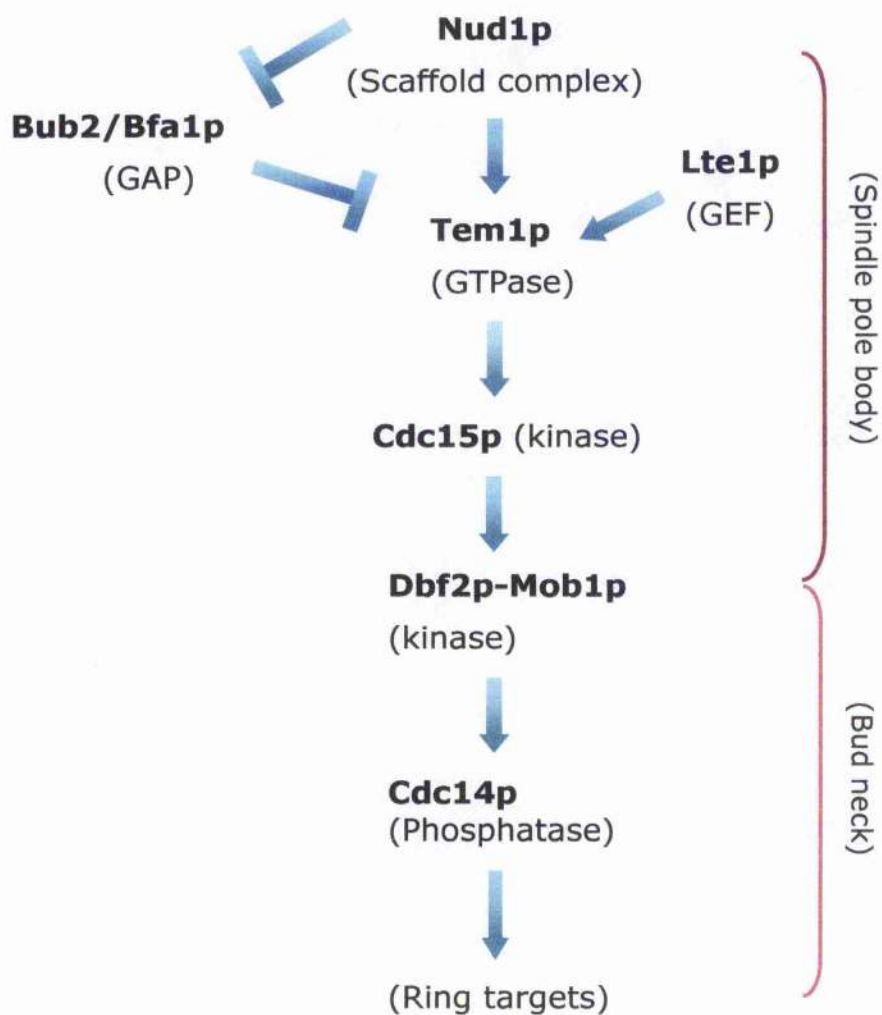 Nud1p
(Scaffold complex)
Bub2/Bfa1p
(GAP)
Lte1p
(GEF)
Tem1p
(GTPase)
Cdc15p (kinase)
Dbf2p-Mob1p
(kinase)
Cdc14p
(Phosphatase)
(Ring targets)
(Spindle pole body)
(Bud neck)